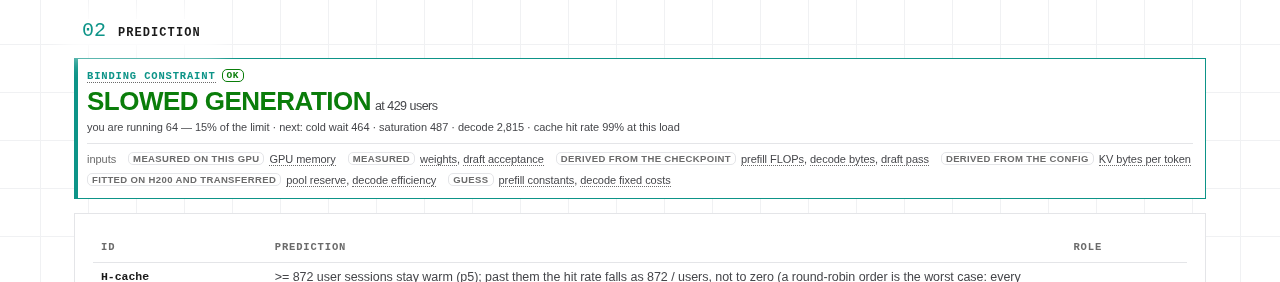 02 PREDICTION
BINDING CONSTRAINT OK
SLOWED GENERATION at 429 users
you are running 64 — 15% of the limit · next: cold wait 464 · saturation 487 · decode 2,815 · cache hit rate 99% at this load
inputs MEASURED ON THIS GPU GPU memory MEASURED weights, draft acceptance DERIVED FROM THE CHECKPOINT prefill FLOPs, decode bytes, draft pass DERIVED FROM THE CONFIG KV bytes per token
FITTED ON H200 AND TRANSFERRED pool reserve, decode efficiency GUESS prefill constants, decode fixed costs
ID PREDICTION ROLE
H-cache >= 872 user sessions stay warm (p5); past them the hit rate falls as 872 / users, not to zero (a round-robin order is the worst case: every